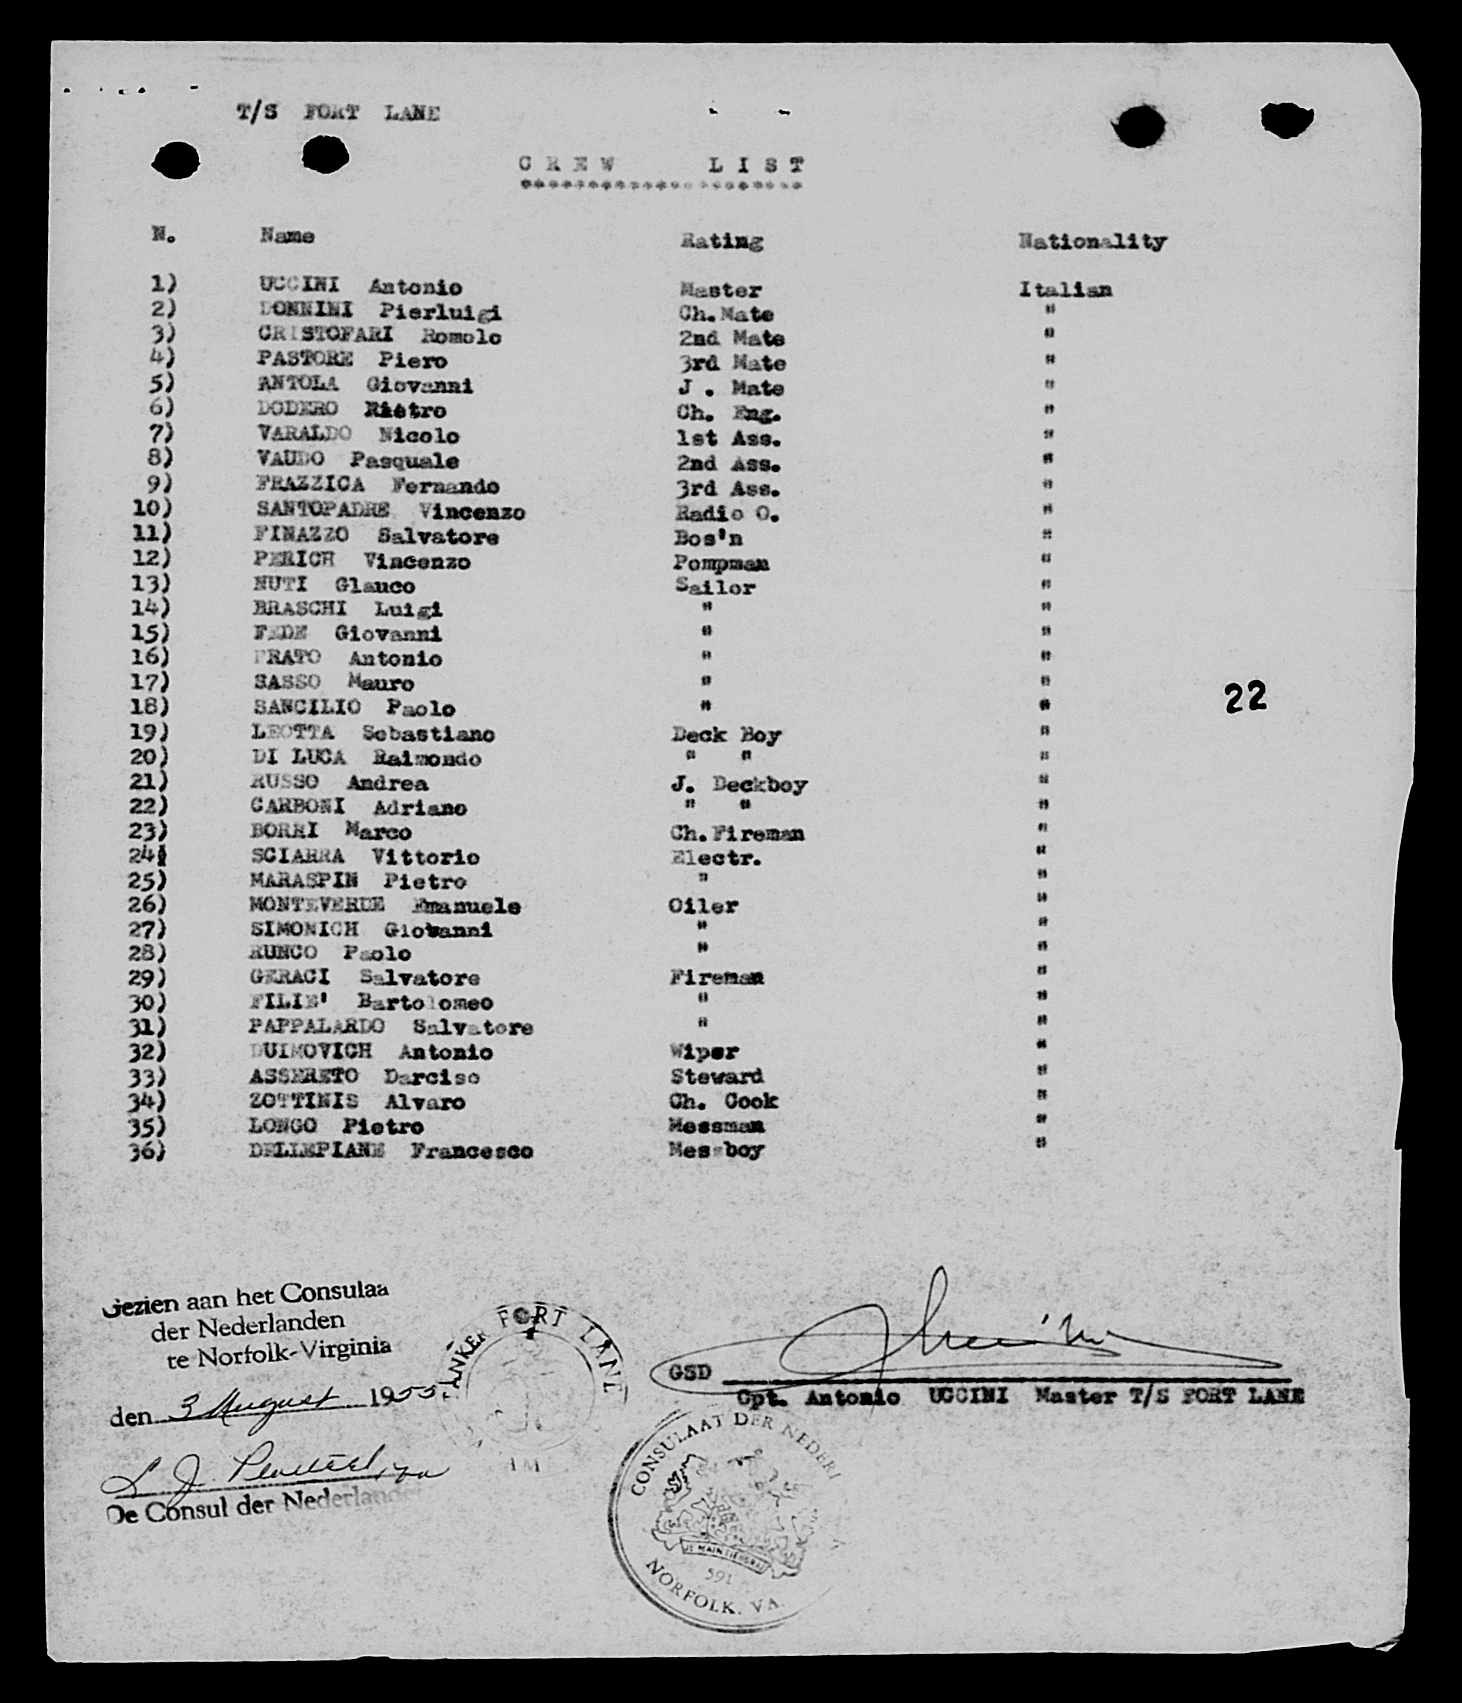 T/S FORT LANE
CREW LIST
********************
N. Name Rating Nationality
1) UCCINI Antonio Master Italian
2) DONNINI Pierluigi Ch.Mate "
3) CRISTOFARI Romolo 2nd Mate "
4) PASTORE Piero 3rd Mate "
5) ANTOLA Giovanni J . Mate "
6) DODERO Ch. Eng. "
7) VARALDO Nicolo 1st Ass. "
8) VAUDO Pasquale 2nd Ass. "
9) FRAZZICA Fernando 3rd Ass. "
10) SANTOPADRE Vincenzo Radio O. "
11) FINAZZO Salvatore Bos'n "
12) PERICH Vincenzo Pompman "
13) NUTI Glauco Sailor "
14) BRASCHI Luigi " "
15) FEDE Giovanni " "
16) PRATO Antonio " "
17) SASSO Mauro " "
18) SANCILIO Paolo " "
22
19) LEOTTA Sebastiano Deck Boy "
20) DI LUCA Raimondo " " "
21) RUSSO Andrea J. Deckboy "
22) CARBONI Adriano " " "
23) BORRI Marco Ch.Fireman "
24) SCIARRA Vittorio Electr. "
25) MARASPIN Pietro " "
26) MONTEVERDE Emanuele Oiler "
27) SIMONICH Giovanni " "
28) RUNCO Paolo " "
29) GERACI Salvatore Fireman "
30) FILIE' Bartolomeo " "
31) PAPPALARDO Salvatore " "
32) DUIMOVICH Antonio Wiper "
33) ASSERETO Darciso Steward "
34) ZOTTINIS Alvaro Ch. Cook "
35) LONGO Pietro Messman "
36) DELLEPIANE Francesco Messboy "
Gezien aan het Consulaa
der Nederlanden
te Norfolk-Virginia
den 3 August 1955
L. J.
De Consul der Nederlanden
TANKER FORT LANE
GSD
Cpt. Antonio UCCINI Master T/S FORT LANE
CONSULAAT DER NEDERL
JE MAINTIENDRAI
591
NORFOLK. VA.